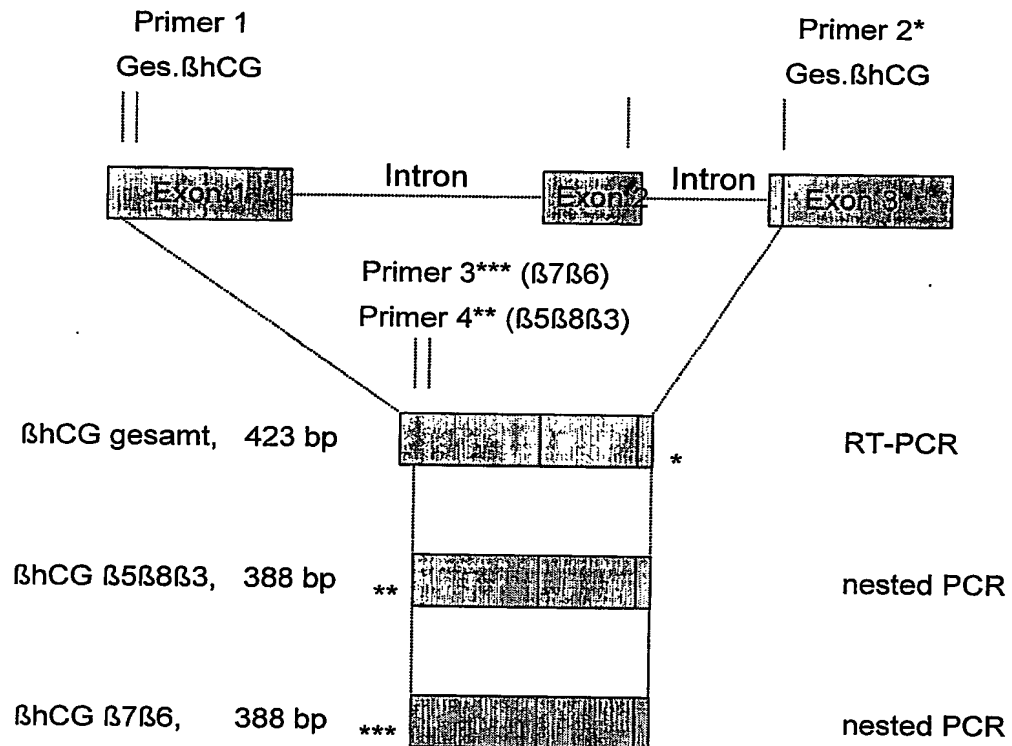 Primer 1
Ges.ßhCG
Primer 2*
Ges.ßhCG
Exon 1
Intron
Exon 2
Intron
Exon 3
Primer 3*** (ß7ß6)
Primer 4** (ß5ß8ß3)
ßhCG gesamt, 423 bp
*
RT-PCR
ßhCG ß5ß8ß3, 388 bp
**
nested PCR
ßhCG ß7ß6, 388 bp
***
nested PCR